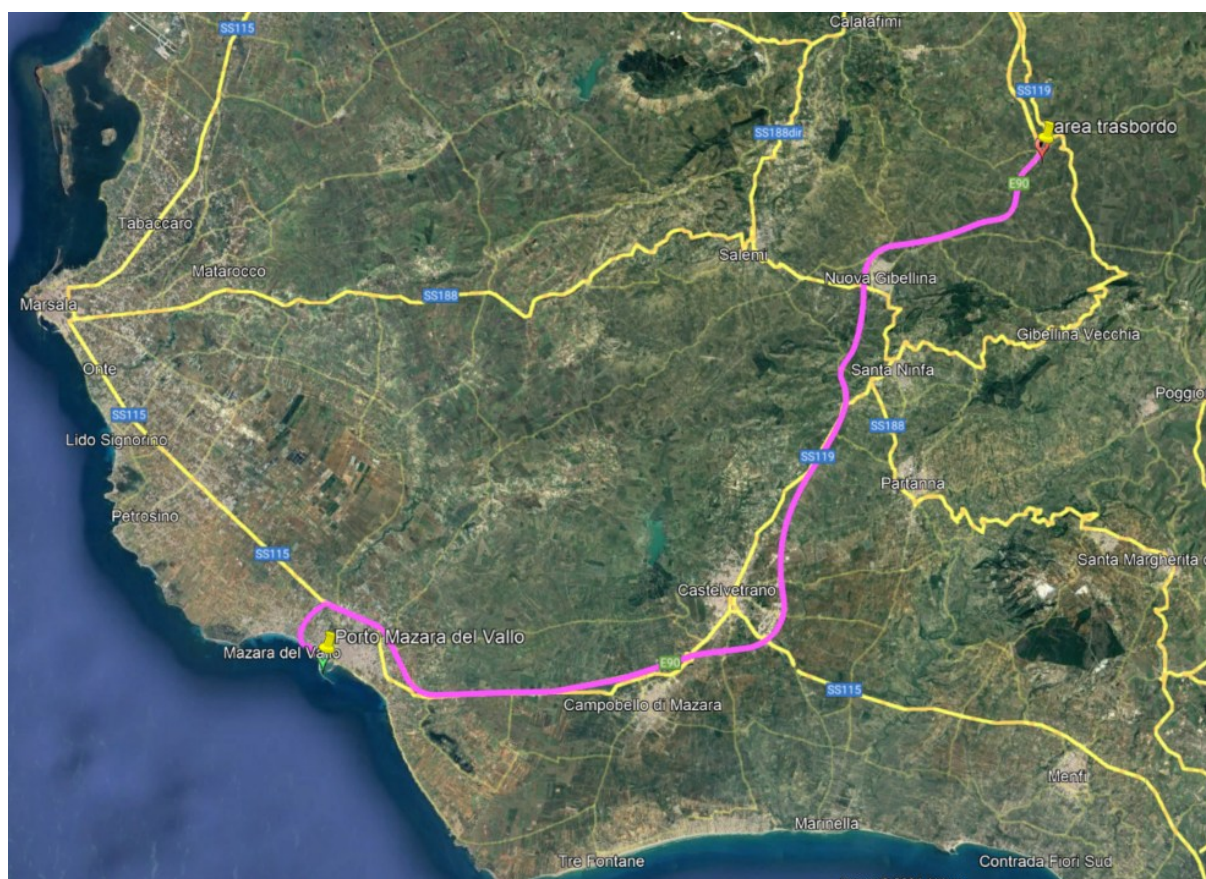 Calatafimi
SS115
SS119
area trasbordo
SS188dir
E90
Tabaccaro
Salemi
Matarocco
Nuova Gibellina
SS188
Marsala
Gibellina Vecchia
Onte
Santa Ninfa
SS115
SS188
Lido Signorino
SS119
Partanna
Petrosino
SS115
Santa Margherita
Castelvetrano
Porto Mazara del Vallo
Mazara del Vallo
E90
SS115
Campobello di Mazara
Menfi
Marinella
Tre Fontane
Contrada Fiori Sud